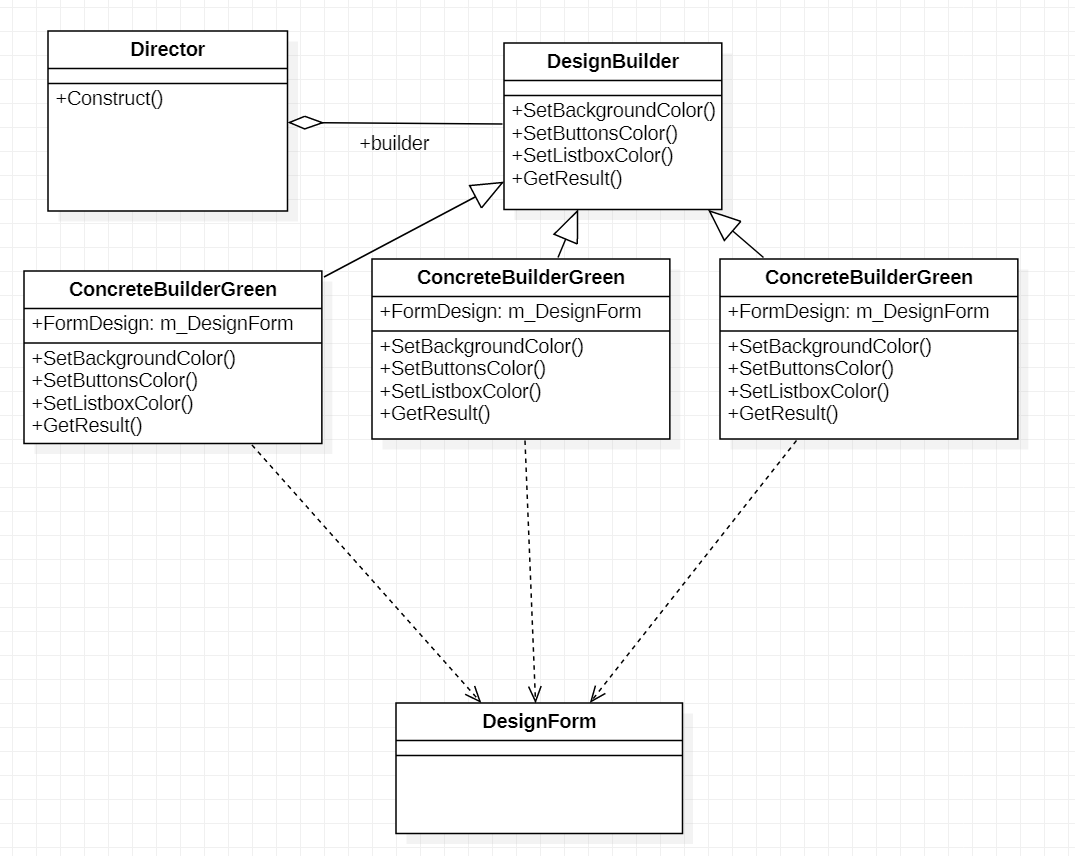 Director
+Construct()
+builder
DesignBuilder
+SetBackgroundColor()
+SetButtonsColor()
+SetListboxColor()
+GetResult()
ConcreteBuilderGreen
+FormDesign: m_DesignForm
+SetBackgroundColor()
+SetButtonsColor()
+SetListboxColor()
+GetResult()
ConcreteBuilderGreen
+FormDesign: m_DesignForm
+SetBackgroundColor()
+SetButtonsColor()
+SetListboxColor()
+GetResult()
ConcreteBuilderGreen
+FormDesign: m_DesignForm
+SetBackgroundColor()
+SetButtonsColor()
+SetListboxColor()
+GetResult()
DesignForm